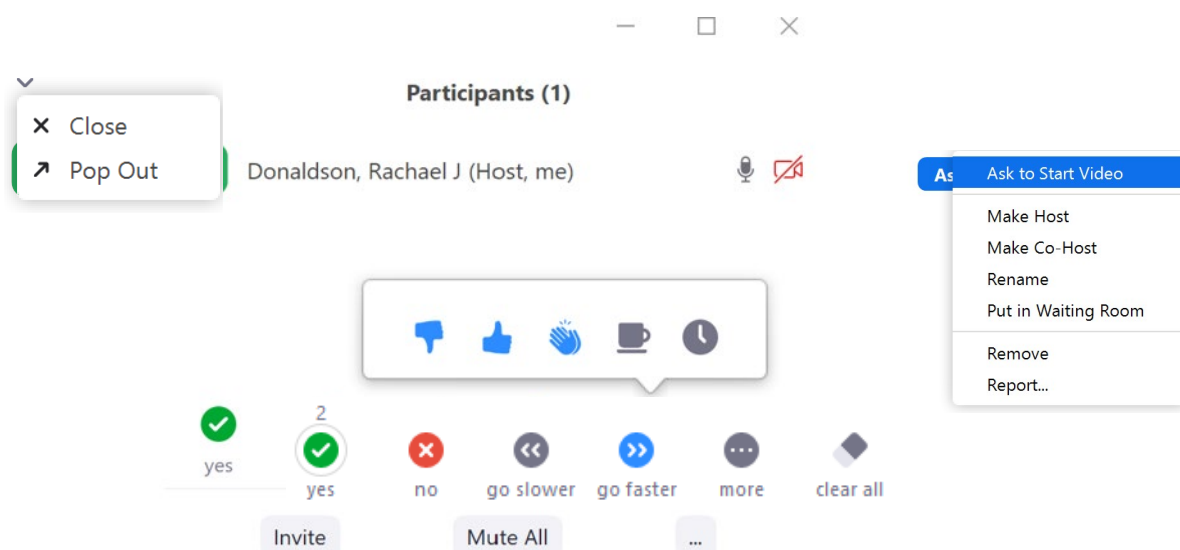 Participants (1)
Close
Pop Out
Donaldson, Rachael J (Host, me)
As
Ask to Start Video
Make Host
Make Co-Host
Rename
Put in Waiting Room
Remove
Report...
2
yes
yes
no
go slower
go faster
more
clear all
Invite
Mute All
...